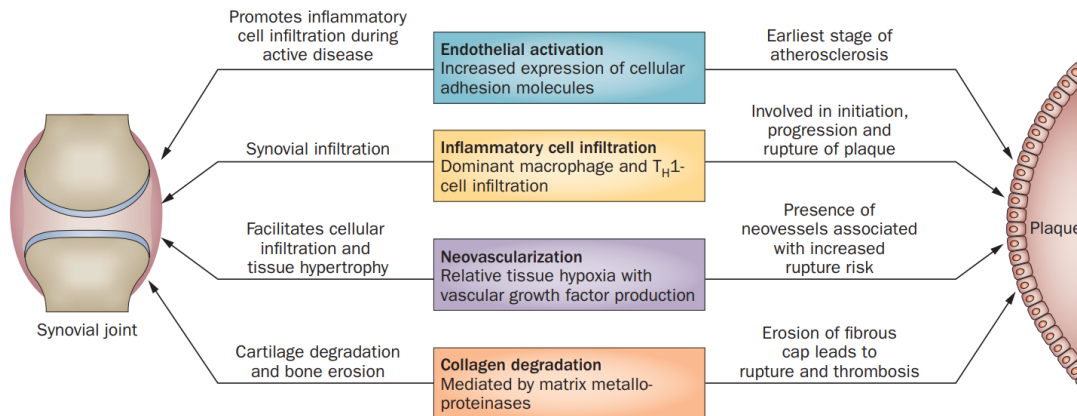 Promotes inflammatory
cell infiltration during
active disease
Endothelial activation
Increased expression of cellular
adhesion molecules
Earliest stage of
atherosclerosis
Synovial infiltration
Inflammatory cell infiltration
Dominant macrophage and TH1-
cell infiltration
Involved in initiation,
progression and
rupture of plaque
Facilitates cellular
infiltration and
tissue hypertrophy
Neovascularization
Relative tissue hypoxia with
vascular growth factor production
Presence of
neovessels associated
with increased
rupture risk
Plaque
Synovial joint
Cartilage degradation
and bone erosion
Collagen degradation
Mediated by matrix metallo-
proteinases
Erosion of fibrous
cap leads to
rupture and thrombosis